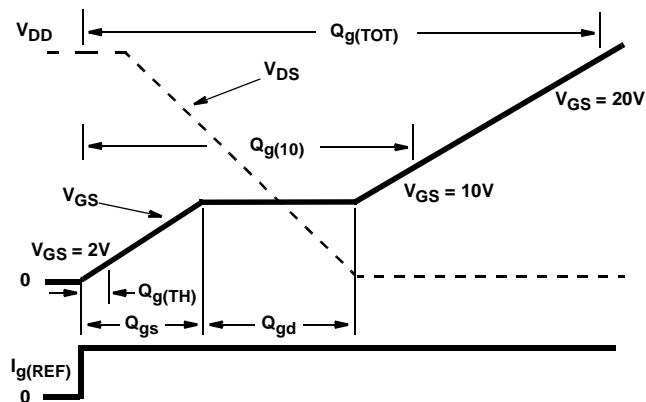 V_DD
Q_g(TOT)
V_DS
V_GS = 20V
Q_g(10)
V_GS
V_GS = 10V
V_GS = 2V
0
Q_g(TH)
Q_gs
Q_gd
I_g(REF)
0